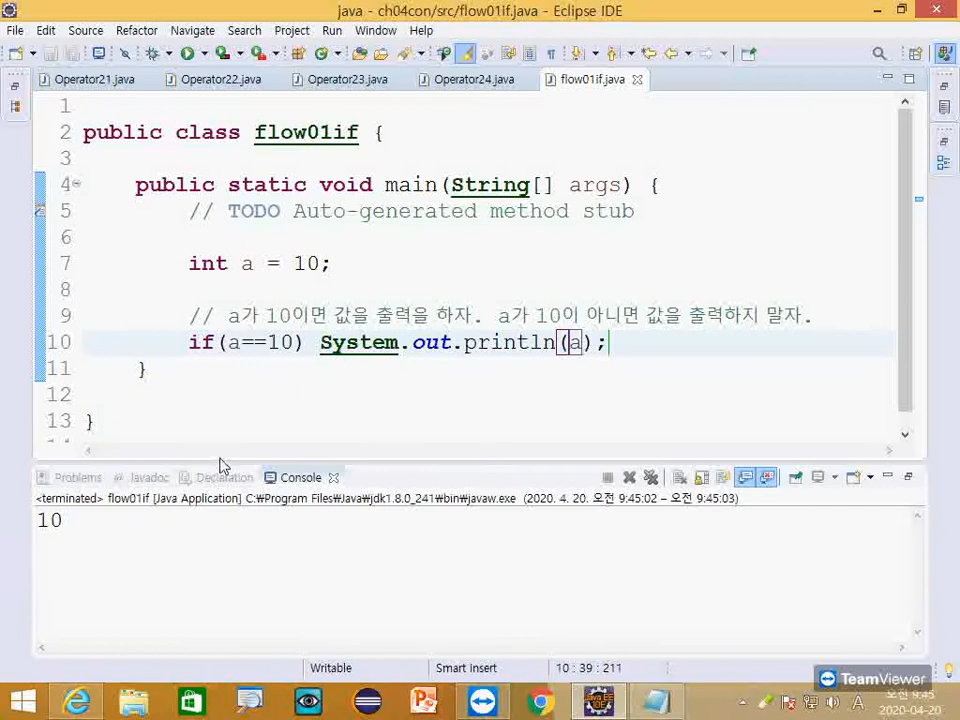 java - ch04con/src/flow01if.java - Eclipse IDE
File Edit Source Refactor Navigate Search Project Run Window Help
Operator21.java Operator22.java Operator23.java Operator24.java flow01if.java
1
2 public class flow01if {
3
4 public static void main(String[] args) {
5 // TODO Auto-generated method stub
6
7 int a = 10;
8
9 // a가 10이면 값을 출력을 하자. a가 10이 아니면 값을 출력하지 말자.
10 if(a==10) System.out.println(a);
11 }
12
13 }
Problems Javadoc Declaration Console
<terminated> flow01if [Java Application] C:₩Program Files₩Java₩jdk1.8.0_241₩bin₩javaw.exe (2020. 4. 20. 오전 9:45:02 – 오전 9:45:03)
10
Writable Smart Insert 10 : 39 : 211
TeamViewer
A 오전 9:45
2020-04-20